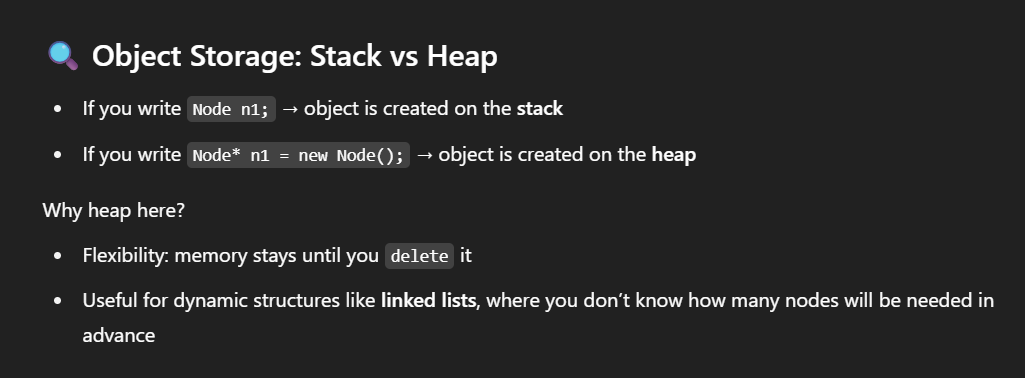 🔍 Object Storage: Stack vs Heap
• If you write Node n1; → object is created on the stack
• If you write Node* n1 = new Node(); → object is created on the heap
Why heap here?
• Flexibility: memory stays until you delete it
• Useful for dynamic structures like linked lists, where you don’t know how many nodes will be needed in
advance